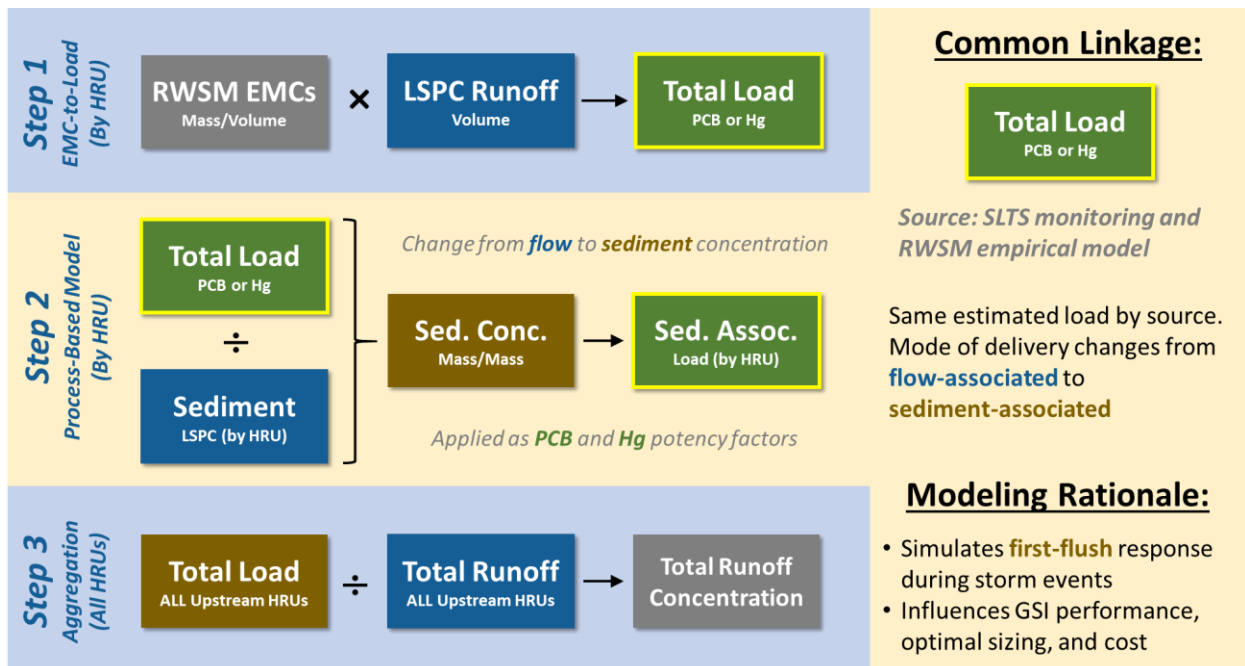 Step 1
EMC-to-Load
(By HRU)
RWSM EMCs
Mass/Volume
×
LSPC Runoff
Volume
Total Load
PCB or Hg
Step 2
Process-Based Model
(By HRU)
Total Load
PCB or Hg
÷
Sediment
LSPC (by HRU)
Change from flow to sediment concentration
Sed. Conc.
Mass/Mass
Sed. Assoc.
Load (by HRU)
Applied as PCB and Hg potency factors
Step 3
Aggregation
(All HRUs)
Total Load
ALL Upstream HRUs
÷
Total Runoff
ALL Upstream HRUs
Total Runoff
Concentration
Common Linkage:
Total Load
PCB or Hg
Source: SLTS monitoring and
RWSM empirical model
Same estimated load by source.
Mode of delivery changes from
flow-associated to
sediment-associated
Modeling Rationale:
• Simulates first-flush response
during storm events
• Influences GSI performance,
optimal sizing, and cost